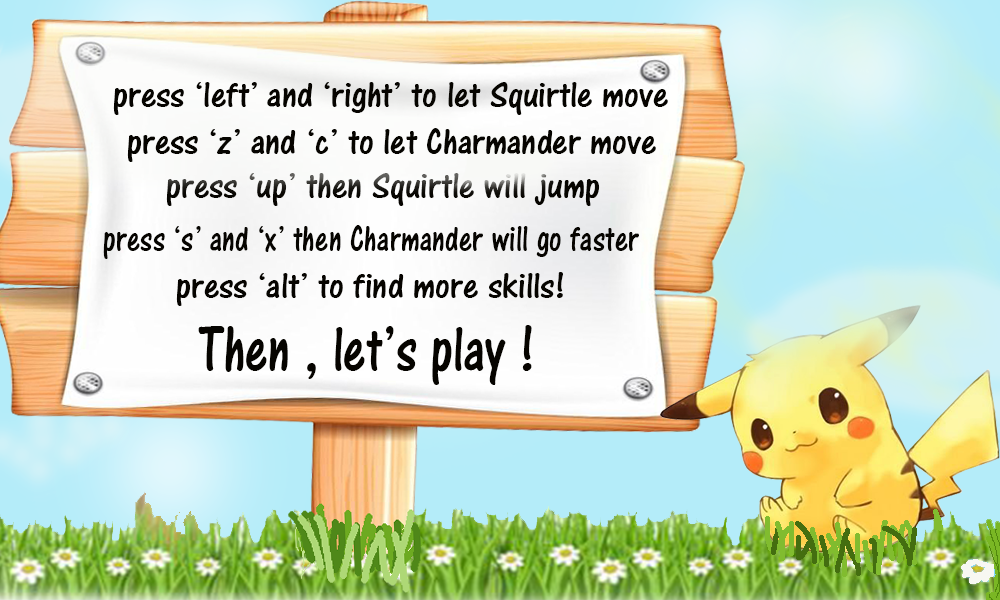 press ‘left’ and ‘right’ to let Squirtle move
press ‘z’ and ‘c’ to let Charmander move
press ‘up’ then Squirtle will jump
press ‘s’ and ‘x’ then Charmander will go faster
press ‘alt’ to find more skills!
Then , let’s play !